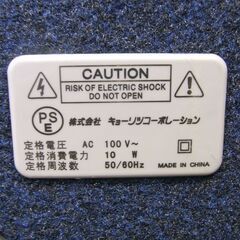 CAUTION
RISK OF ELECTRIC SHOCK
DO NOT OPEN
PS
E
株式会社 キョーリツコーポレーション
定格電圧 AC 100V～
定格消費電力 10 W
定格周波数 50/60Hz
MADE IN CHINA